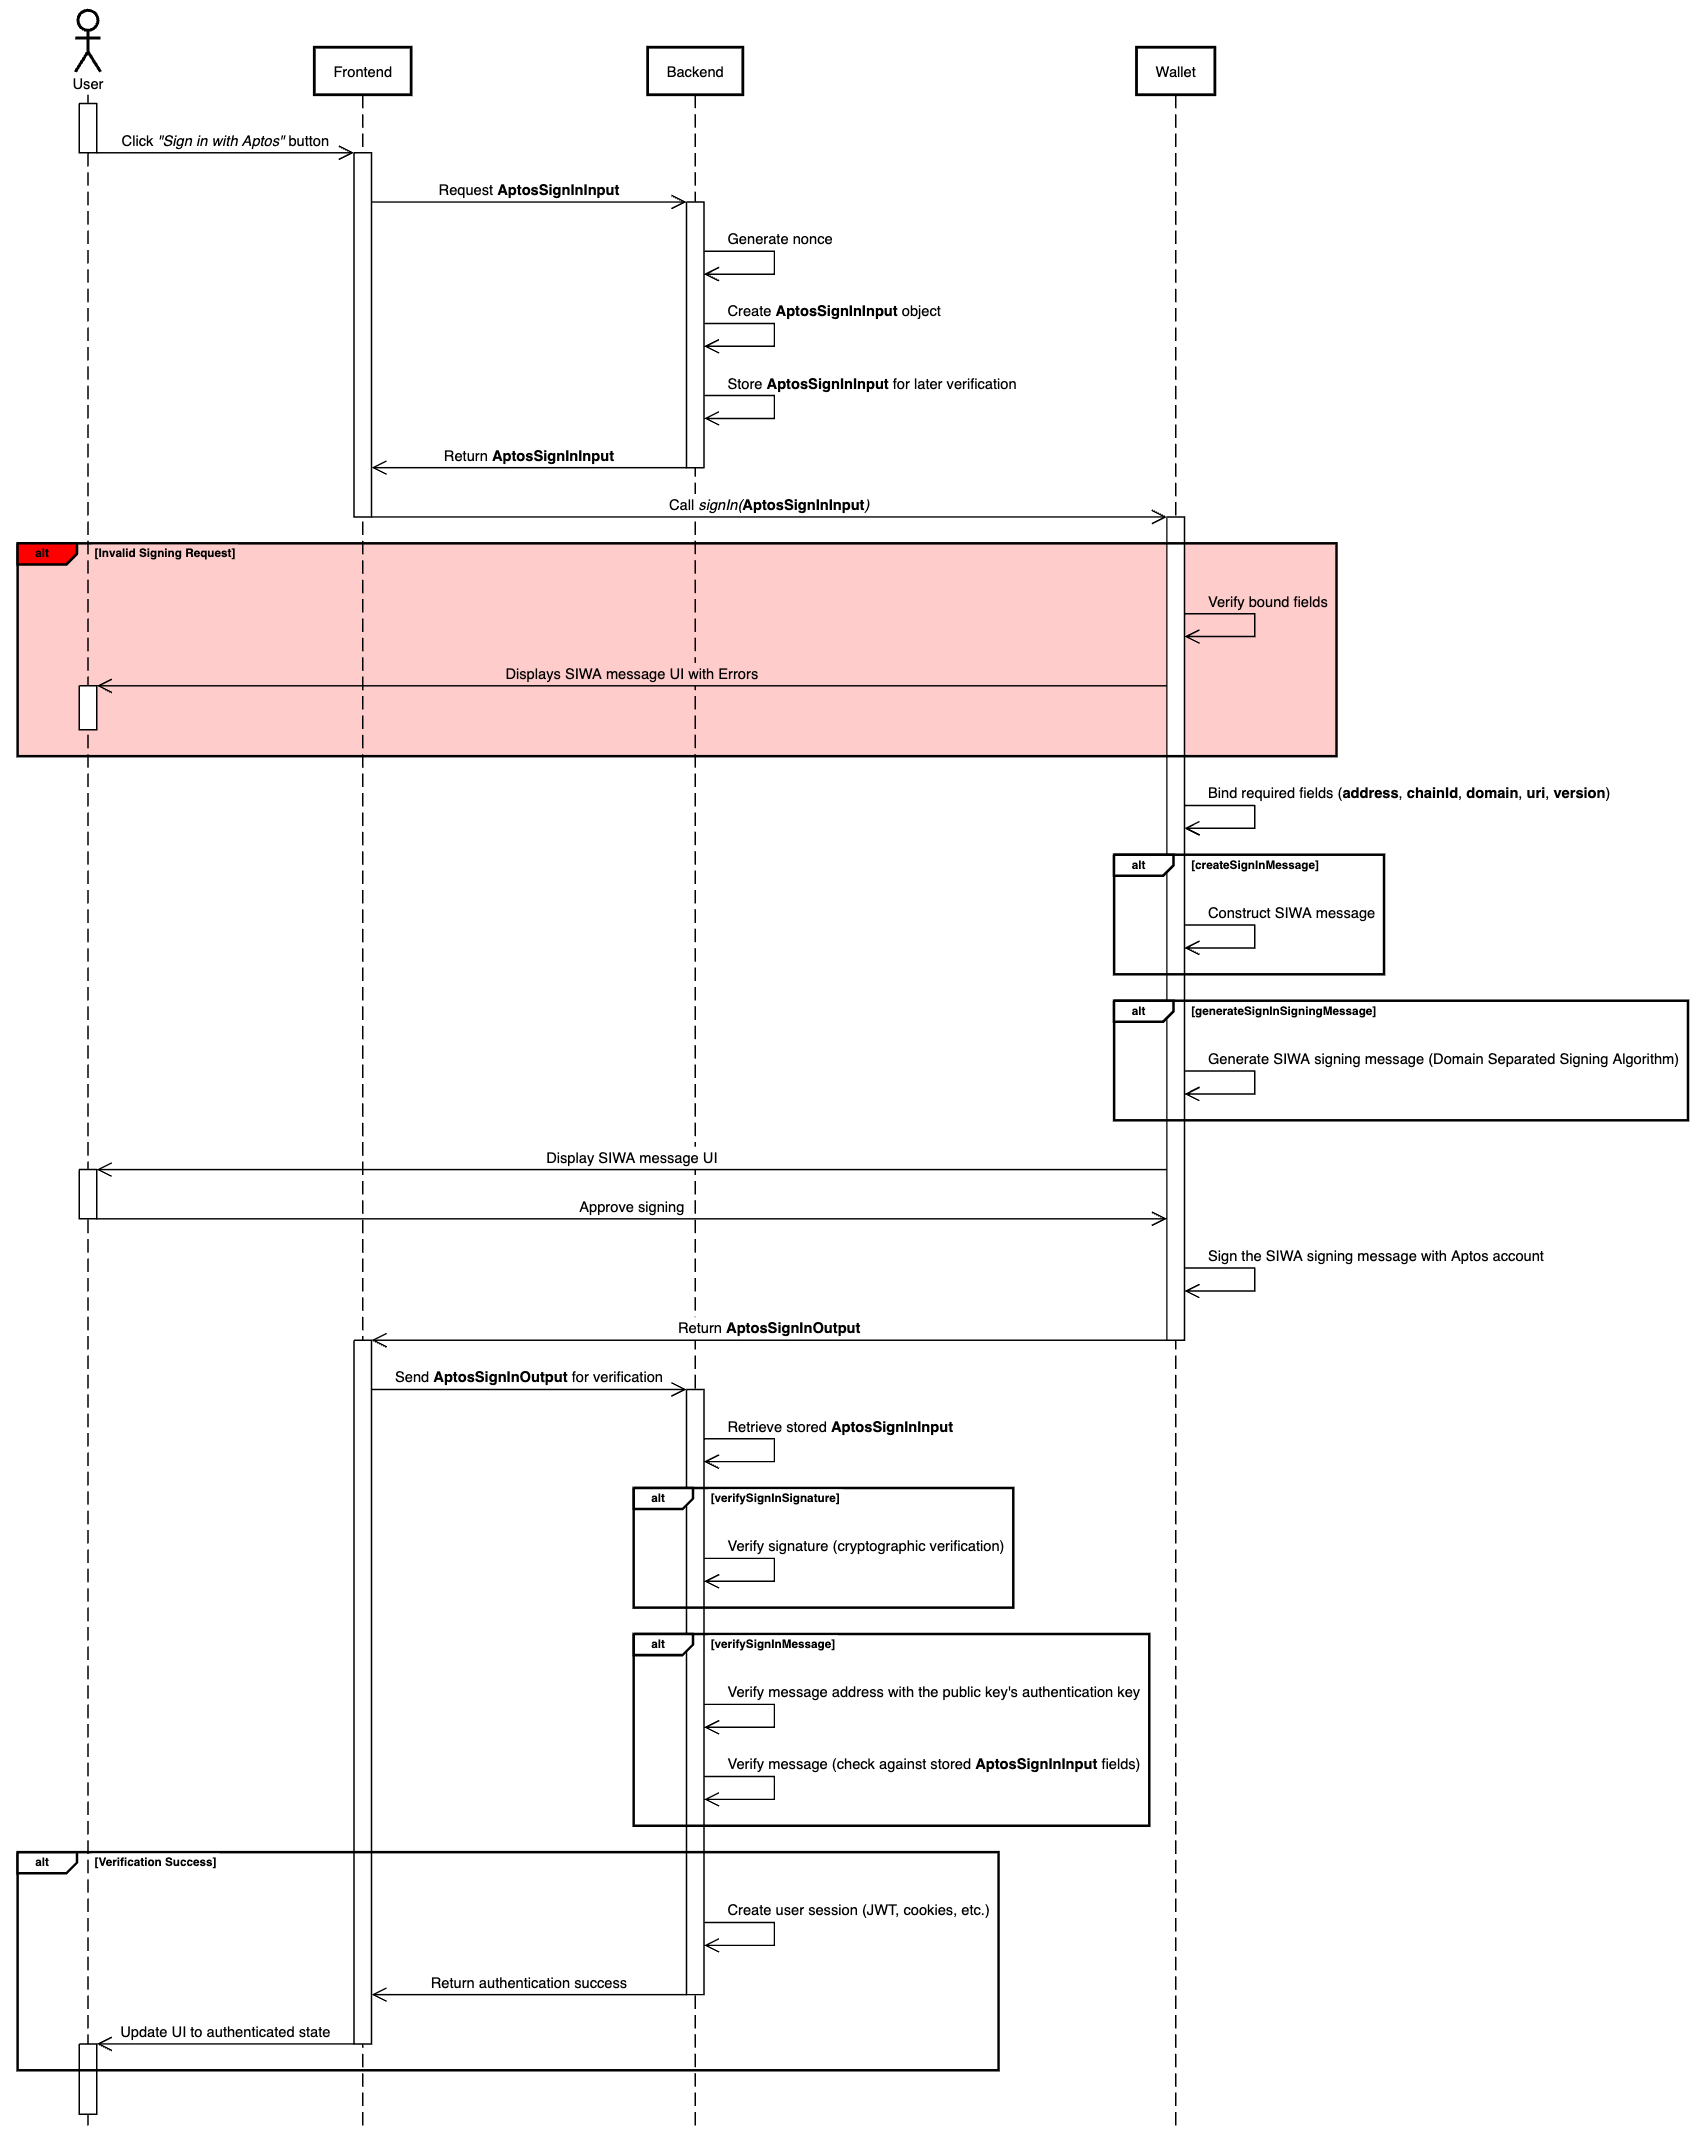 User
Frontend
Backend
Wallet
Click "Sign in with Aptos" button
Request AptosSignInInput
Generate nonce
Create AptosSignInInput object
Store AptosSignInInput for later verification
Return AptosSignInInput
Call signIn(AptosSignInInput)
alt [Invalid Signing Request]
Verify bound fields
Displays SIWA message UI with Errors
Bind required fields (address, chainId, domain, uri, version)
alt [createSignInMessage]
Construct SIWA message
alt [generateSignInSigningMessage]
Generate SIWA signing message (Domain Separated Signing Algorithm)
Display SIWA message UI
Approve signing
Sign the SIWA signing message with Aptos account
Return AptosSignInOutput
Send AptosSignInOutput for verification
Retrieve stored AptosSignInInput
alt [verifySignInSignature]
Verify signature (cryptographic verification)
alt [verifySignInMessage]
Verify message address with the public key's authentication key
Verify message (check against stored AptosSignInInput fields)
alt [Verification Success]
Create user session (JWT, cookies, etc.)
Return authentication success
Update UI to authenticated state